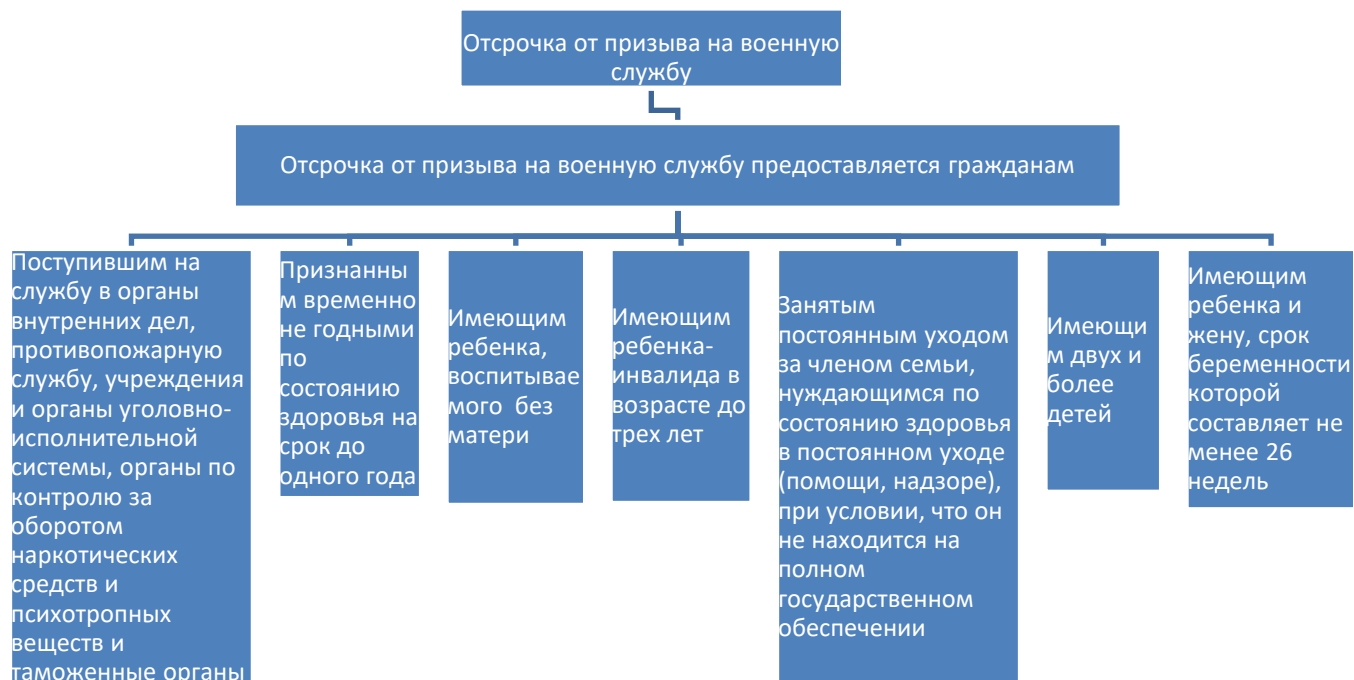 Отсрочка от призыва на военную
службу
Отсрочка от призыва на военную службу предоставляется гражданам
Поступившим на
службу в органы
внутренних дел,
противопожарную
службу, учреждения
и органы уголовно-
исполнительной
системы, органы по
контролю за
оборотом
наркотических
средств и
психотропных
веществ и
таможенные органы
Признанны
м временно
не годными
по
состоянию
здоровья на
срок до
одного года
Имеющим
ребенка,
воспитывае
мого без
матери
Имеющим
ребенка-
инвалида в
возрасте до
трех лет
Занятым
постоянным уходом
за членом семьи,
нуждающимся по
состоянию здоровья
в постоянном уходе
(помощи, надзоре),
при условии, что он
не находится на
полном
государственном
обеспечении
Имеющи
м двух и
более
детей
Имеющим
ребенка и
жену, срок
беременности
которой
составляет не
менее 26
недель